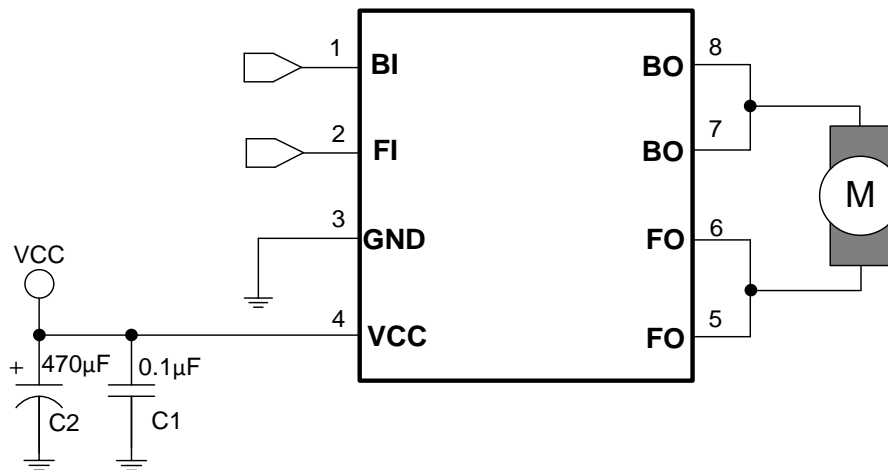 1 BI BO 8
2 FI BO 7
3 GND FO 6
VCC
4 VCC FO 5
+ 470µF 0.1µF
C2 C1
M